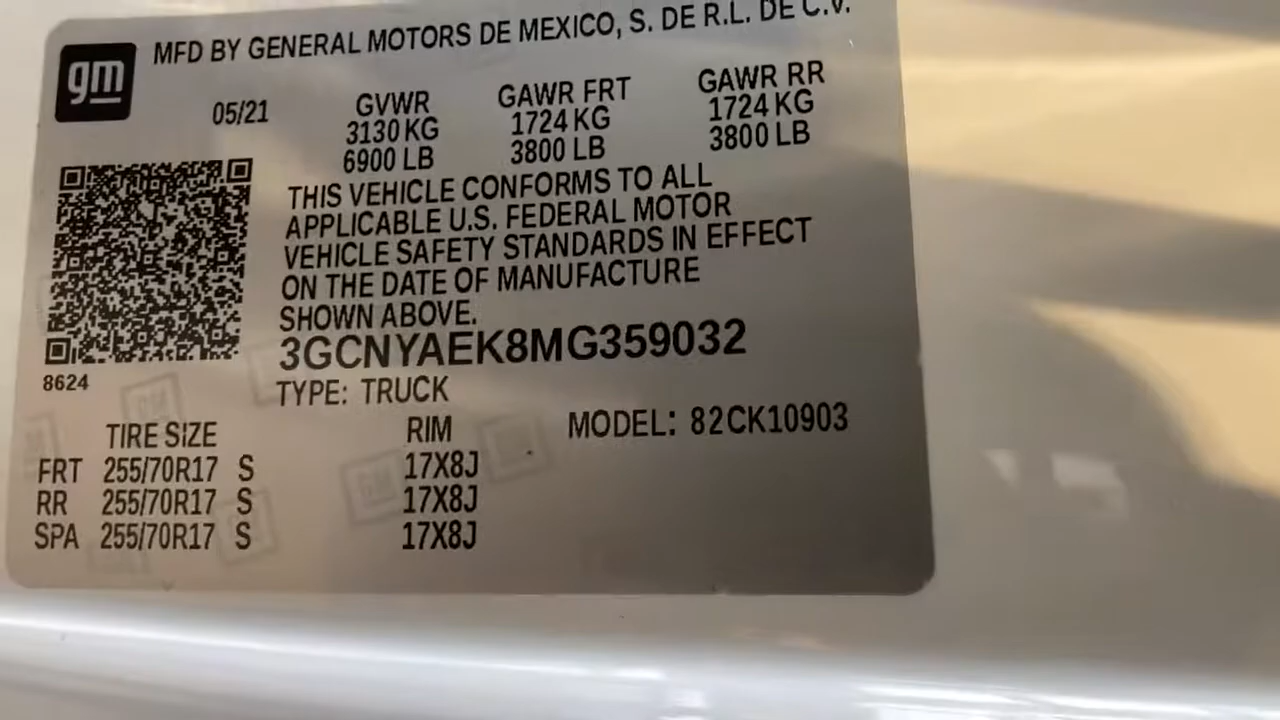 MFD BY GENERAL MOTORS DE MEXICO, S. DE R.L. DE C.V.
gm
05/21
GVWR GAWR FRT GAWR RR
3130 KG 1724 KG 1724 KG
6900 LB 3800 LB 3800 LB
THIS VEHICLE CONFORMS TO ALL
APPLICABLE U.S. FEDERAL MOTOR
VEHICLE SAFETY STANDARDS IN EFFECT
ON THE DATE OF MANUFACTURE
SHOWN ABOVE.
3GCNYAEK8MG359032
8624
TYPE: TRUCK
MODEL: 82CK10903
TIRE SIZE RIM
FRT 255/70R17 S 17X8J
RR 255/70R17 S 17X8J
SPA 255/70R17 S 17X8J